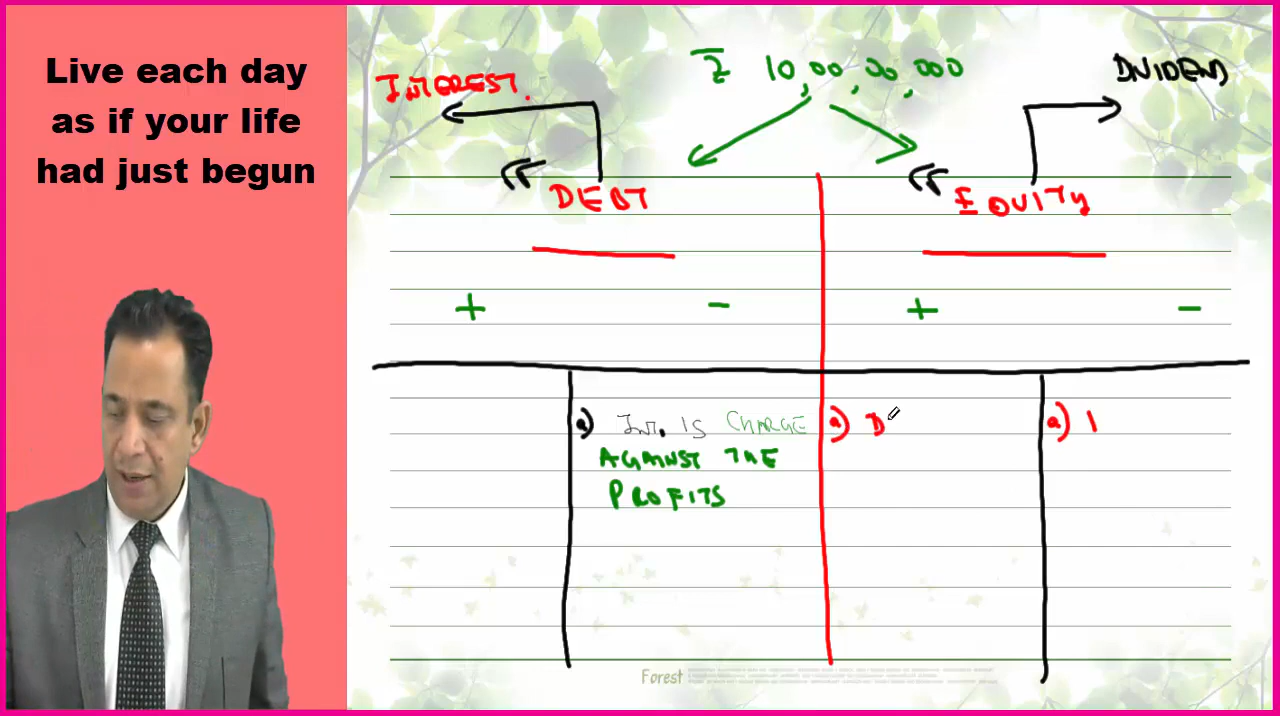 Live each day
as if your life
had just begun
₹ 10,00,00,000
INTEREST.
DIVIDEND
DEBT
EQUITY
+ - + -
a) INT. IS CHARGE
AGAINST THE
PROFITS
a) D
a) I
Forest